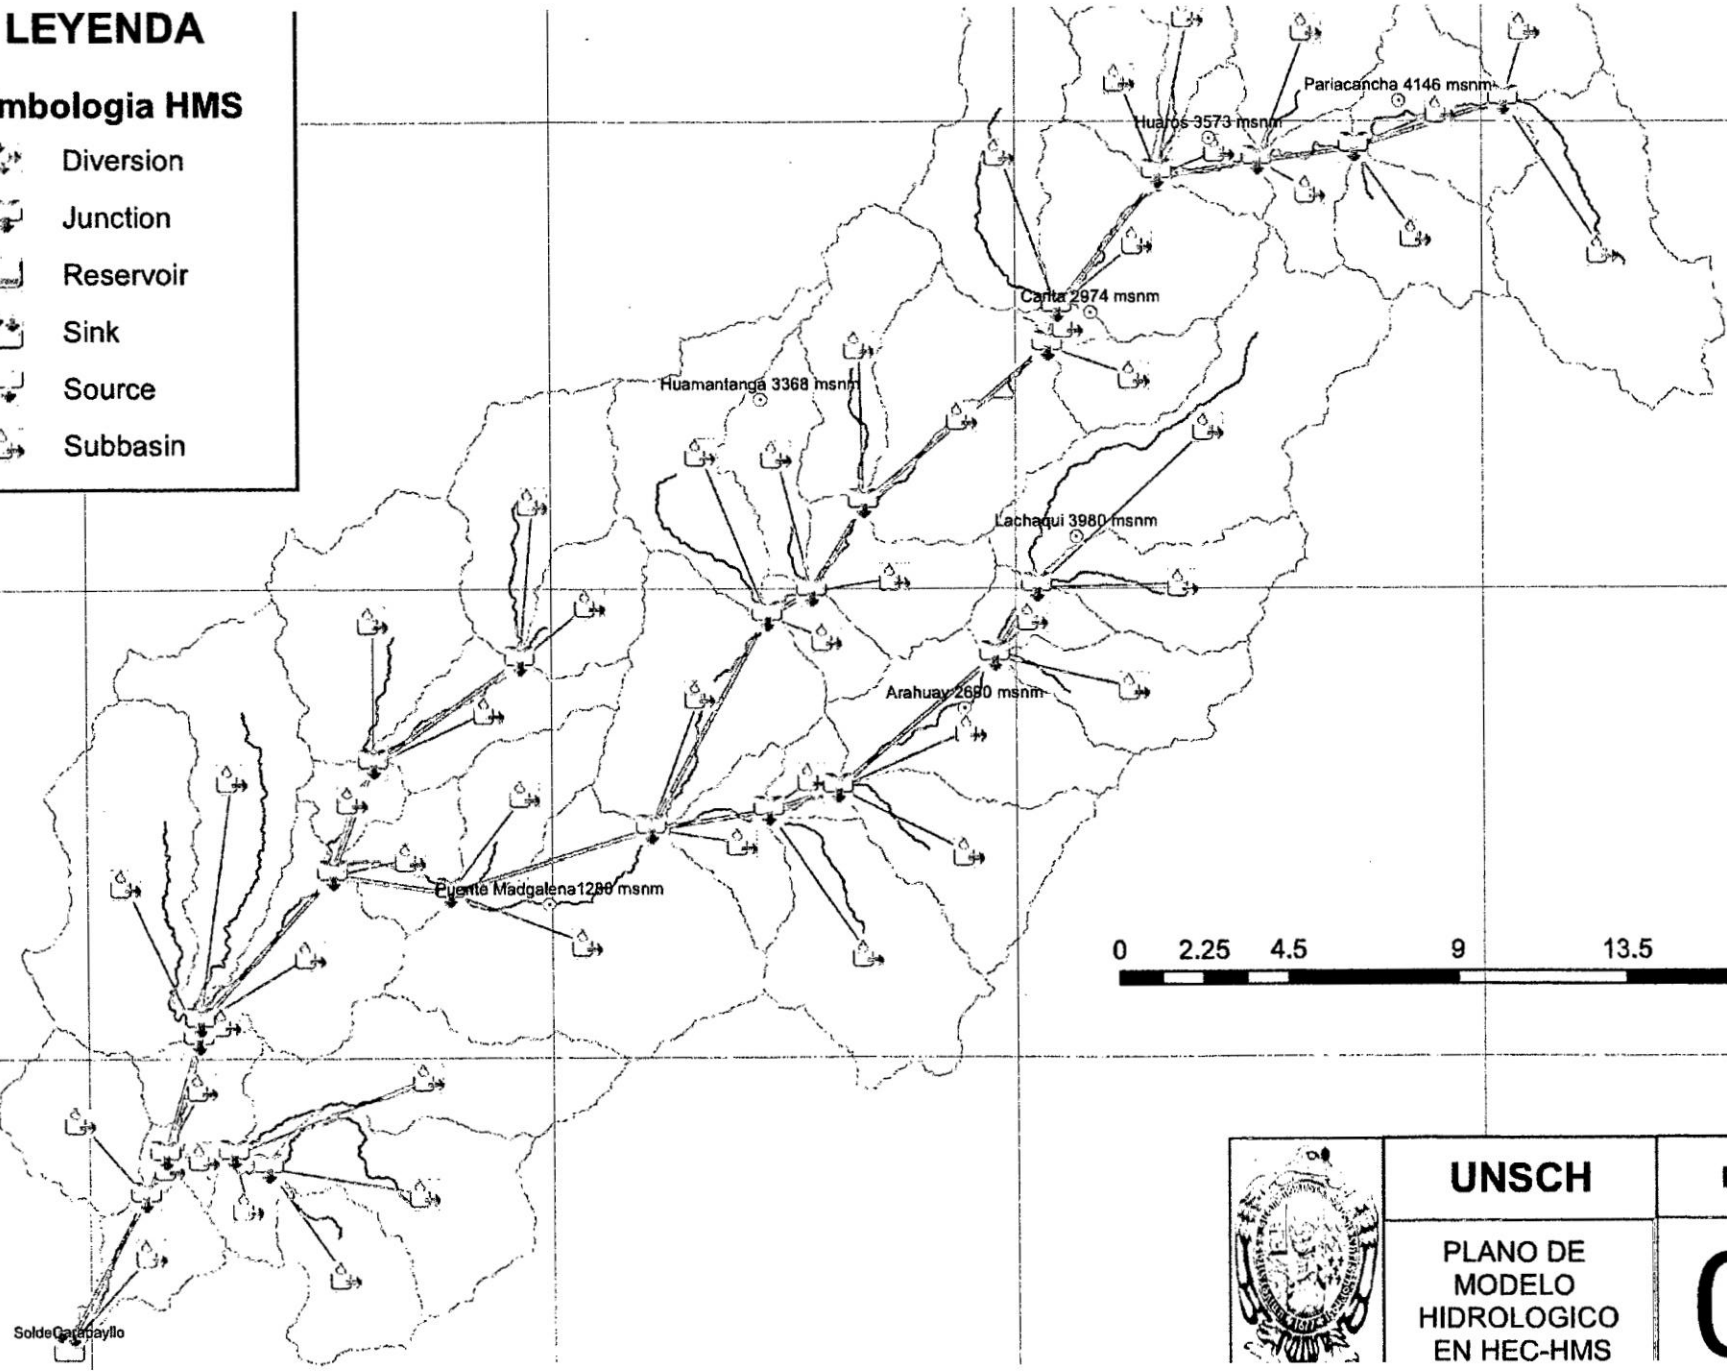 LEYENDA
mbologia HMS
Diversion
Junction
Reservoir
Sink
Source
Subbasin
Pariacancha 4146 msnm
Huaros 3573 msnm
Canta 2974 msnm
Huamantanga 3368 msnm
Lachaqui 3980 msnm
Arahuay 2690 msnm
Puente Madgalena1288 msnm
0 2.25 4.5 9 13.5
UNSCH
PLANO DE
MODELO
HIDROLOGICO
EN HEC-HMS
SoldeCarapayllo